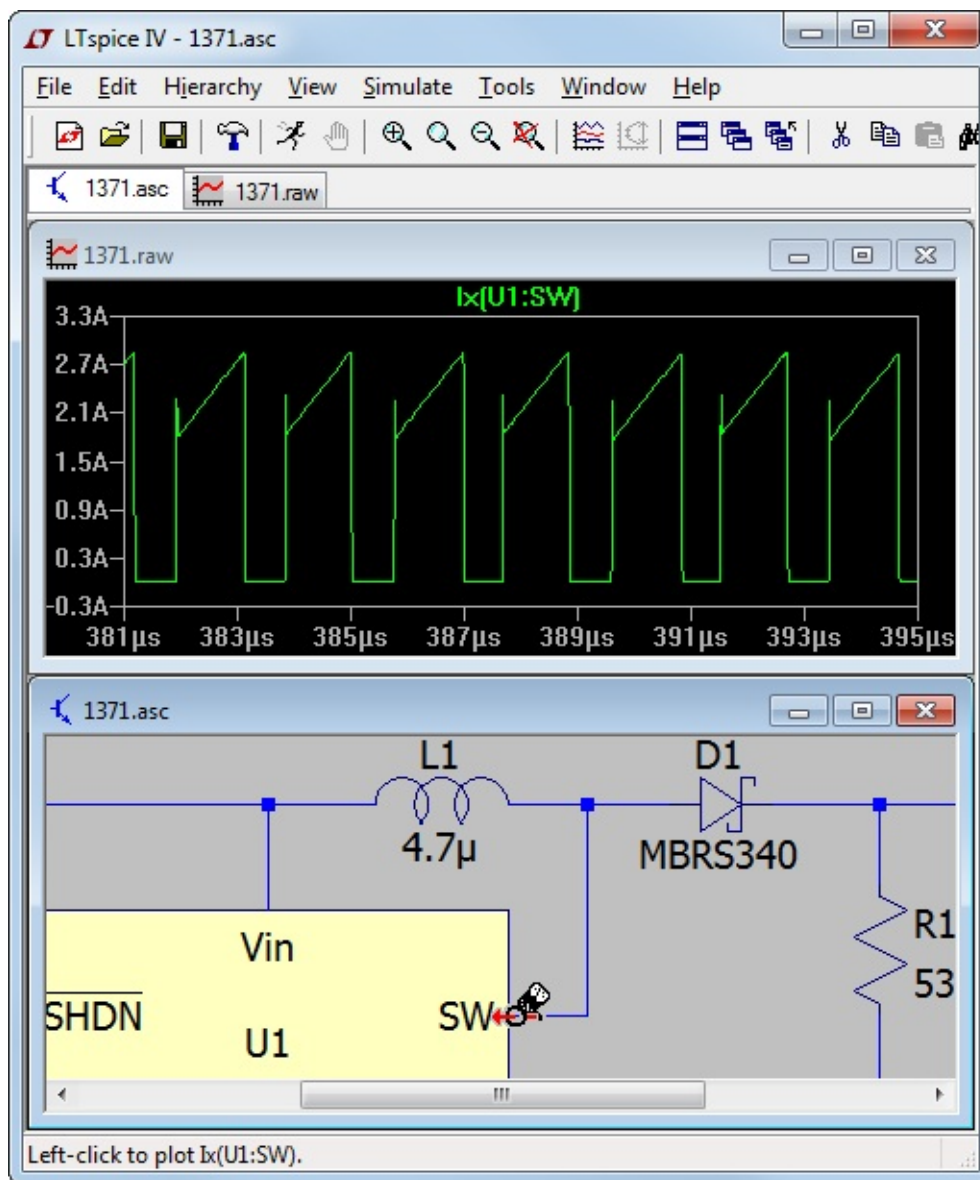 LTspice IV - 1371.asc
File Edit Hierarchy View Simulate Tools Window Help
1371.asc 1371.raw
1371.raw
Ix(U1:SW)
3.3A
2.7A
2.1A
1.5A
0.9A
0.3A
-0.3A
381µs 383µs 385µs 387µs 389µs 391µs 393µs 395µs
1371.asc
L1 D1
4.7µ MBRS340
Vin R1
SHDN SW 53
U1
Left-click to plot Ix(U1:SW).